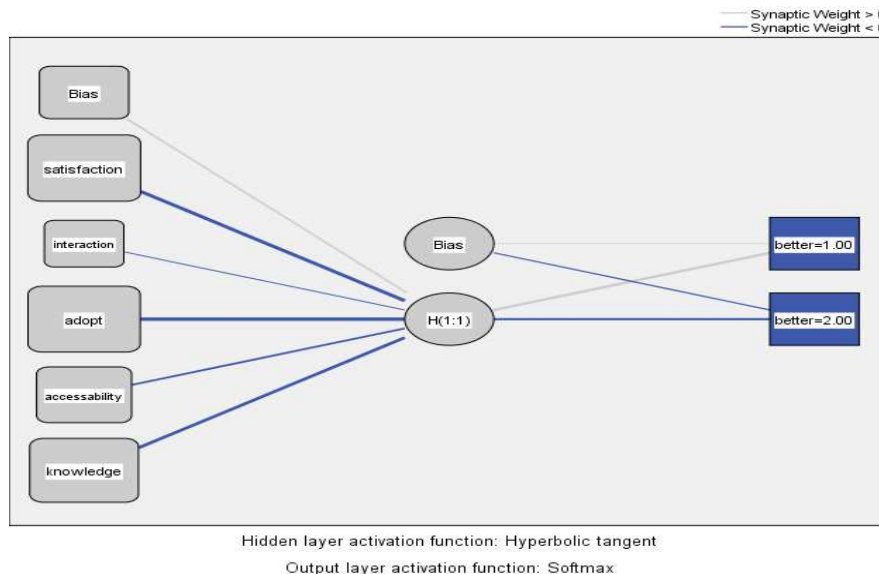 Synaptic Weight >
Synaptic Weight <
Bias
satisfaction
interaction
adopt
accessability
knowledge
Bias
H(1:1)
better=1.00
better=2.00
Hidden layer activation function: Hyperbolic tangent
Output layer activation function: Softmax